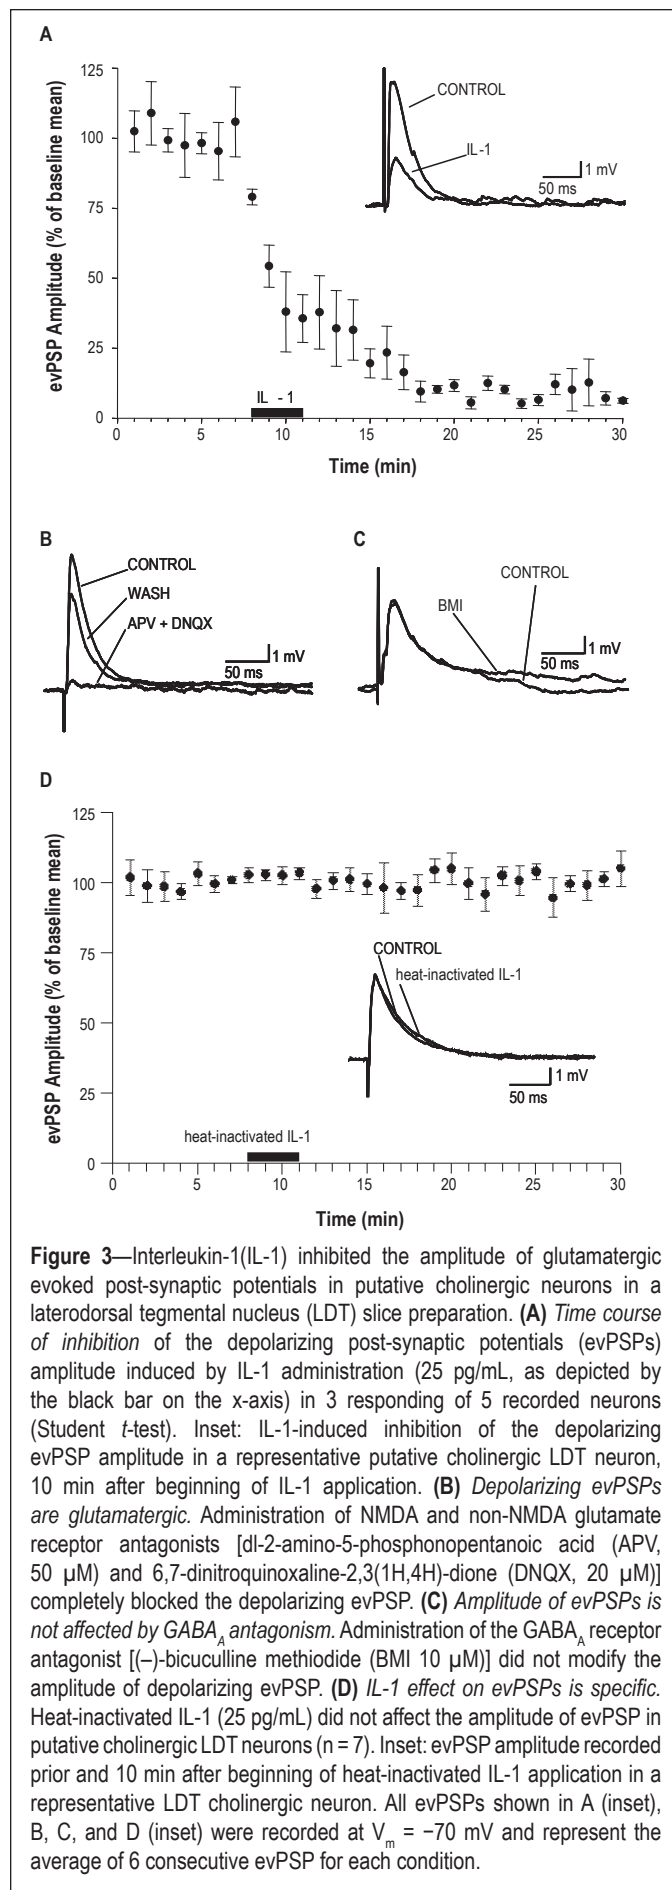 A
evPSP Amplitude (% of baseline mean)
125
100
75
50
25
0
CONTROL
IL-1
1 mV
50 ms
IL - 1
0 5 10 15 20 25 30
Time (min)
B
CONTROL
WASH
APV + DNQX
1 mV
50 ms
C
CONTROL
BMI
1 mV
50 ms
D
evPSP Amplitude (% of baseline mean)
125
100
75
50
25
0
CONTROL
heat-inactivated IL-1
1 mV
50 ms
heat-inactivated IL-1
0 5 10 15 20 25 30
Time (min)
Figure 3—Interleukin-1(IL-1) inhibited the amplitude of glutamatergic
evoked post-synaptic potentials in putative cholinergic neurons in a
laterodorsal tegmental nucleus (LDT) slice preparation. (A) Time course
of inhibition of the depolarizing post-synaptic potentials (evPSPs)
amplitude induced by IL-1 administration (25 pg/mL, as depicted by
the black bar on the x-axis) in 3 responding of 5 recorded neurons
(Student t-test). Inset: IL-1-induced inhibition of the depolarizing
evPSP amplitude in a representative putative cholinergic LDT neuron,
10 min after beginning of IL-1 application. (B) Depolarizing evPSPs
are glutamatergic. Administration of NMDA and non-NMDA glutamate
receptor antagonists [dl-2-amino-5-phosphonopentanoic acid (APV,
50 µM) and 6,7-dinitroquinoxaline-2,3(1H,4H)-dione (DNQX, 20 µM)]
completely blocked the depolarizing evPSP. (C) Amplitude of evPSPs is
not affected by GABA_A antagonism. Administration of the GABA_A receptor
antagonist [(–)-bicuculline methiodide (BMI 10 µM)] did not modify the
amplitude of depolarizing evPSP. (D) IL-1 effect on evPSPs is specific.
Heat-inactivated IL-1 (25 pg/mL) did not affect the amplitude of evPSP in
putative cholinergic LDT neurons (n = 7). Inset: evPSP amplitude recorded
prior and 10 min after beginning of heat-inactivated IL-1 application in a
representative LDT cholinergic neuron. All evPSPs shown in A (inset),
B, C, and D (inset) were recorded at V_m = −70 mV and represent the
average of 6 consecutive evPSP for each condition.